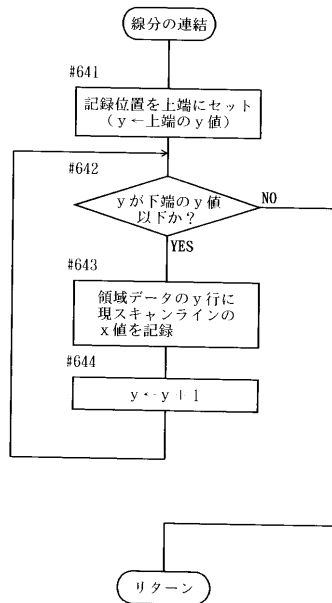 線分の連結
#641
記録位置を上端にセット
(y←上端のy値)
#642
yが下端のy値
以下か?
NO
YES
#643
領域データのy行に
現スキャンラインの
x値を記録
#644
y←y+1
リターン